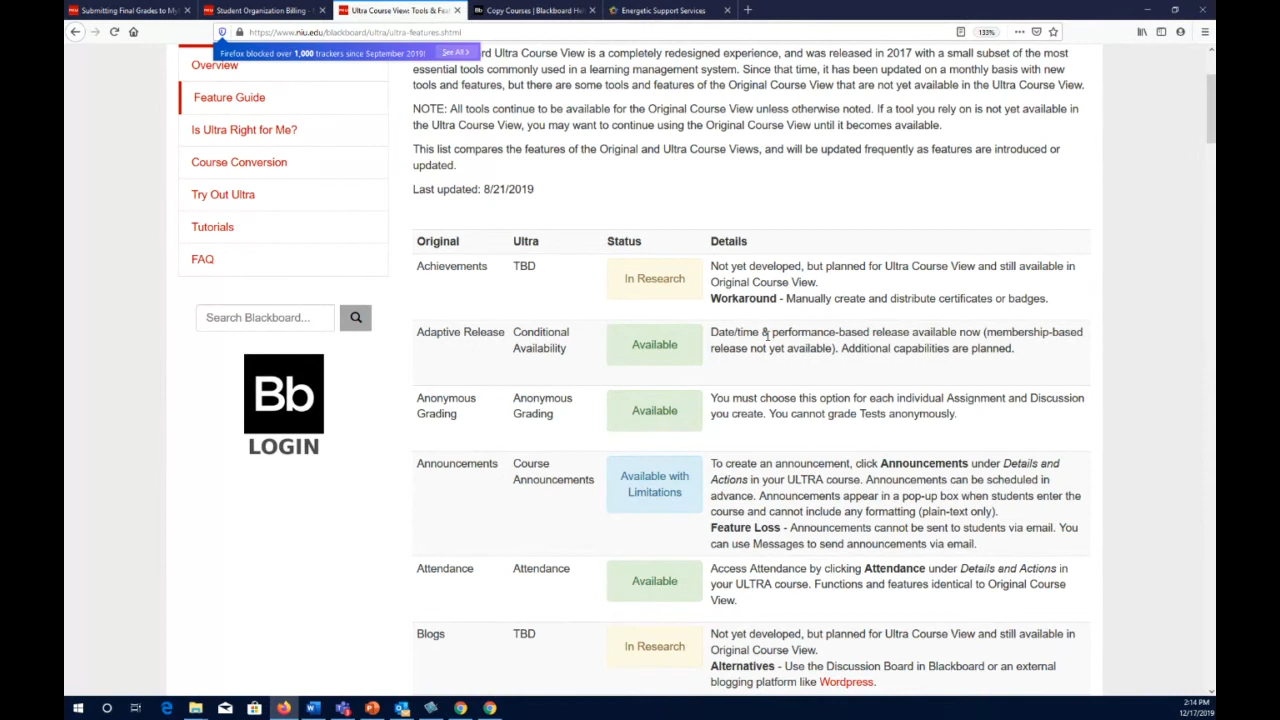 Submitting Final Grades to My
Student Organization Billing -
Ultra Course View: Tools & Fea
Copy Courses | Blackboard Hel
Energetic Support Services
https://www.niu.edu/blackboard/ultra/ultra-features.shtml
133%
Firefox blocked over 1,000 trackers since September 2019!
See All
Overview
Feature Guide
Is Ultra Right for Me?
Course Conversion
Try Out Ultra
Tutorials
FAQ
Search Blackboard...
Bb
LOGIN
rd Ultra Course View is a completely redesigned experience, and was released in 2017 with a small subset of the most
essential tools commonly used in a learning management system. Since that time, it has been updated on a monthly basis with new
tools and features, but there are some tools and features of the Original Course View that are not yet available in the Ultra Course View.
NOTE: All tools continue to be available for the Original Course View unless otherwise noted. If a tool you rely on is not yet available in
the Ultra Course View, you may want to continue using the Original Course View until it becomes available.
This list compares the features of the Original and Ultra Course Views, and will be updated frequently as features are introduced or
updated.
Last updated: 8/21/2019
Original Ultra Status Details
Achievements TBD In Research Not yet developed, but planned for Ultra Course View and still available in
Original Course View.
Workaround - Manually create and distribute certificates or badges.
Adaptive Release Conditional Date/time & performance-based release available now (membership-based
Availability Available release not yet available). Additional capabilities are planned.
Anonymous Anonymous You must choose this option for each individual Assignment and Discussion
Grading Grading Available you create. You cannot grade Tests anonymously.
Announcements Course To create an announcement, click Announcements under Details and
Announcements Available with Actions in your ULTRA course. Announcements can be scheduled in
Limitations advance. Announcements appear in a pop-up box when students enter the
course and cannot include any formatting (plain-text only).
Feature Loss - Announcements cannot be sent to students via email. You
can use Messages to send announcements via email.
Attendance Attendance Available Access Attendance by clicking Attendance under Details and Actions in
your ULTRA course. Functions and features identical to Original Course
View.
Blogs TBD In Research Not yet developed, but planned for Ultra Course View and still available in
Original Course View.
Alternatives - Use the Discussion Board in Blackboard or an external
blogging platform like Wordpress.
2:14 PM
12/17/2019